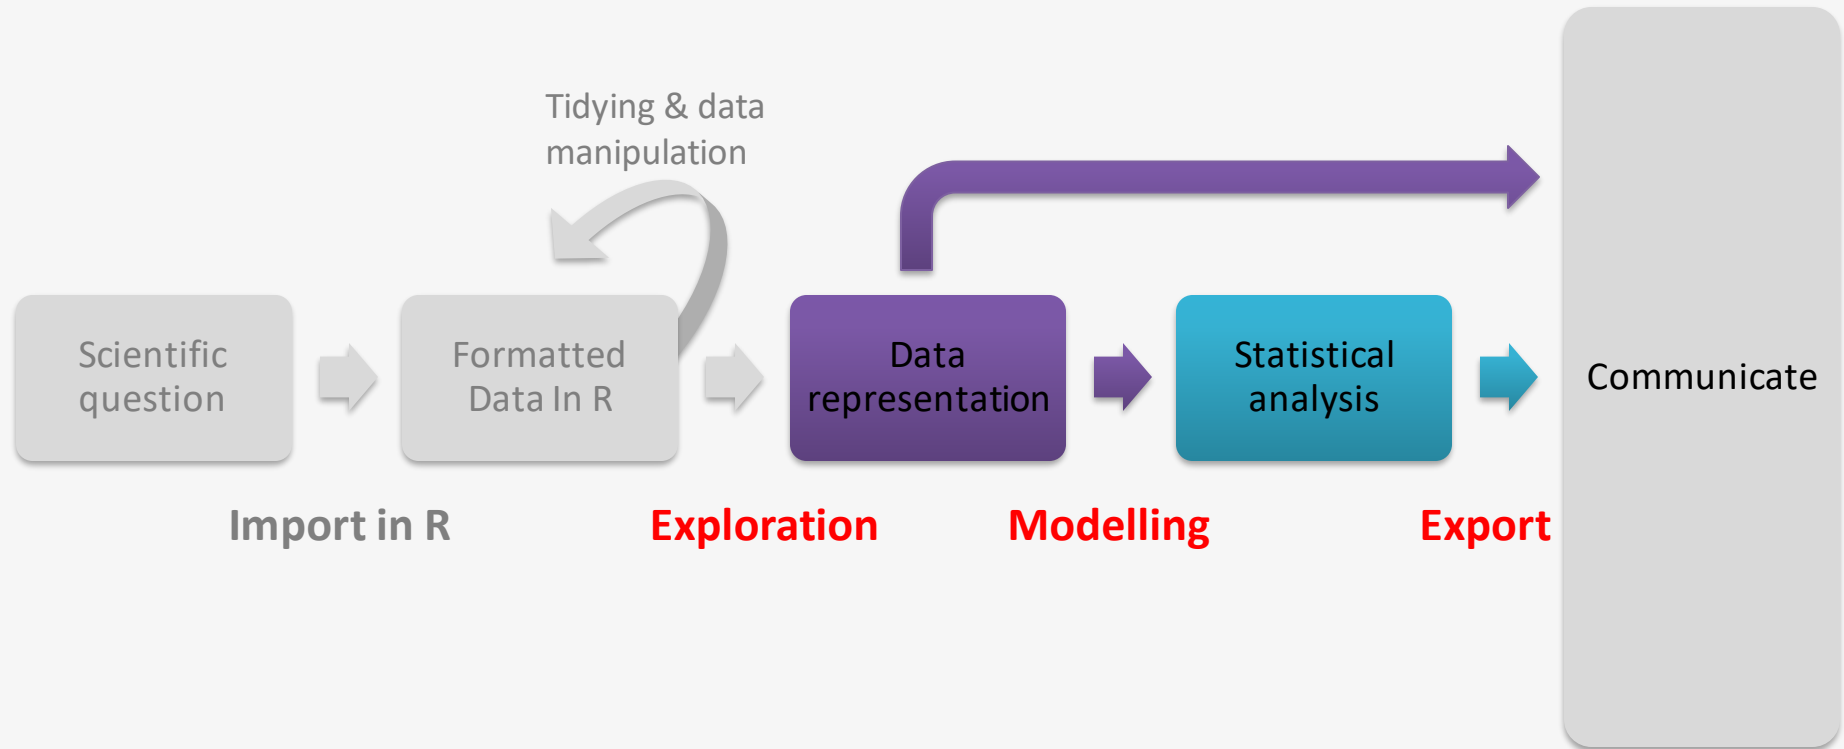 Tidying & data
manipulation
Scientific
question
Formatted
Data In R
Data
representation
Statistical
analysis
Communicate
Import in R
Exploration
Modelling
Export